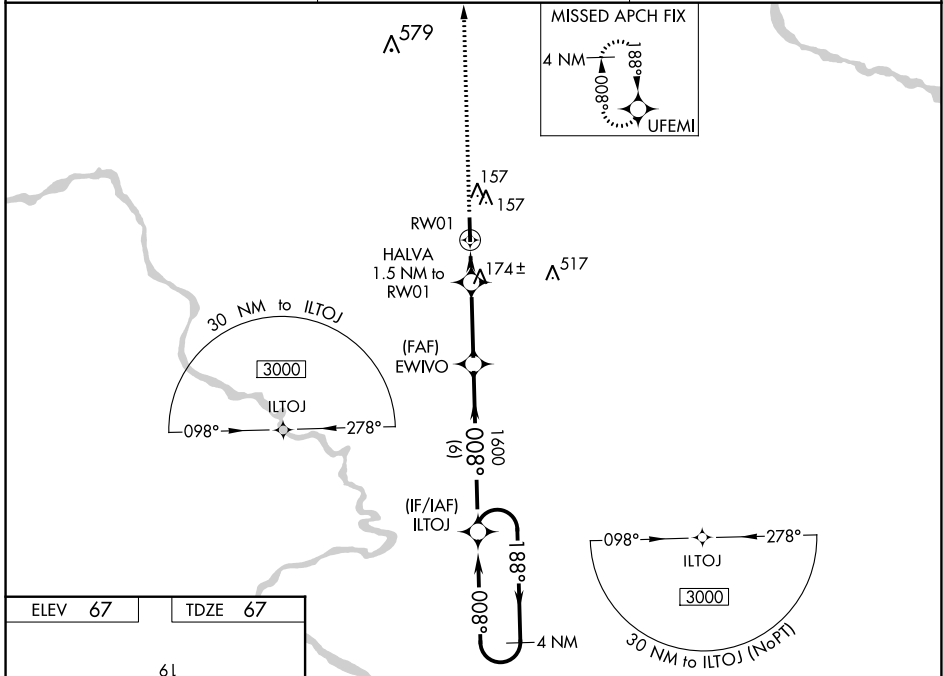 579
MISSED APCH FIX
4 NM
188°
008°
UFEMI
157
157
RW01
HALVA
1.5 NM to
RW01
174±
517
30 NM to ILTOJ
3000
ILTOJ
098°
278°
(FAF)
EWIVO
1600
008°
(6)
(IF/IAF)
ILTOJ
188°
008°
4 NM
098°
278°
ILTOJ
3000
30 NM to ILTOJ (NoPT)
ELEV 67
TDZE 67